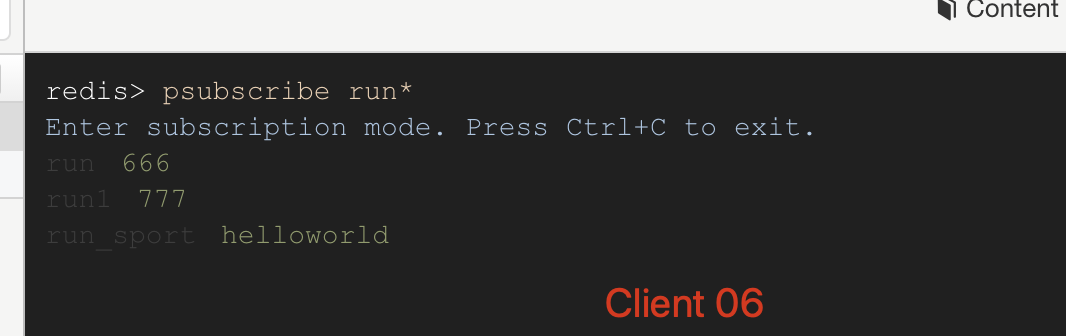 Content
redis> psubscribe run*
Enter subscription mode. Press Ctrl+C to exit.
run 666
run1 777
run_sport helloworld
Client 06